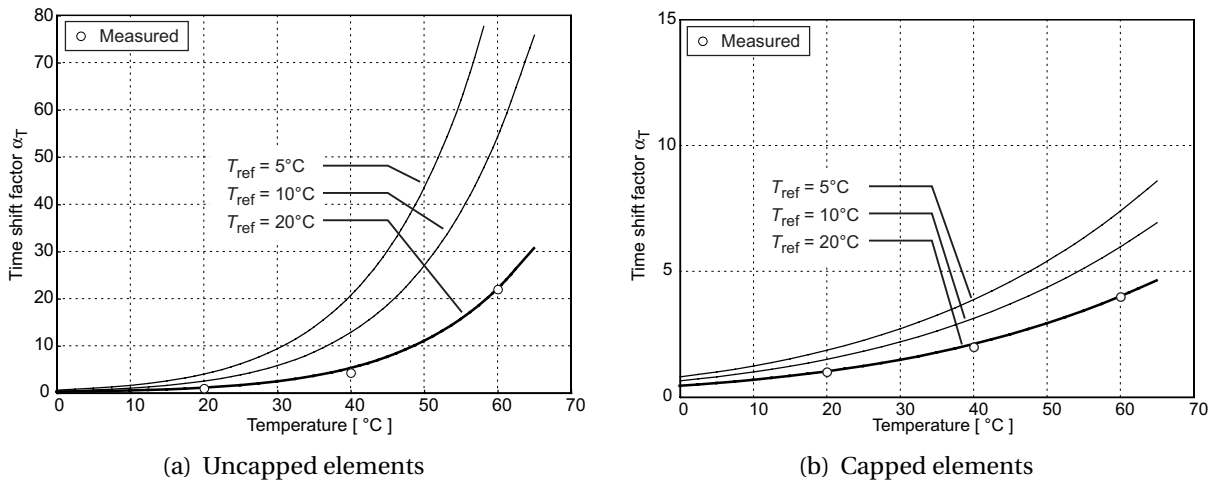 80
70
60
50
40
30
20
10
0
Time shift factor αT
Measured
Tref = 5°C
Tref = 10°C
Tref = 20°C
0 10 20 30 40 50 60 70
Temperature [ °C ]
(a) Uncapped elements
15
10
5
0
Time shift factor αT
Measured
Tref = 5°C
Tref = 10°C
Tref = 20°C
0 10 20 30 40 50 60 70
Temperature [ °C ]
(b) Capped elements